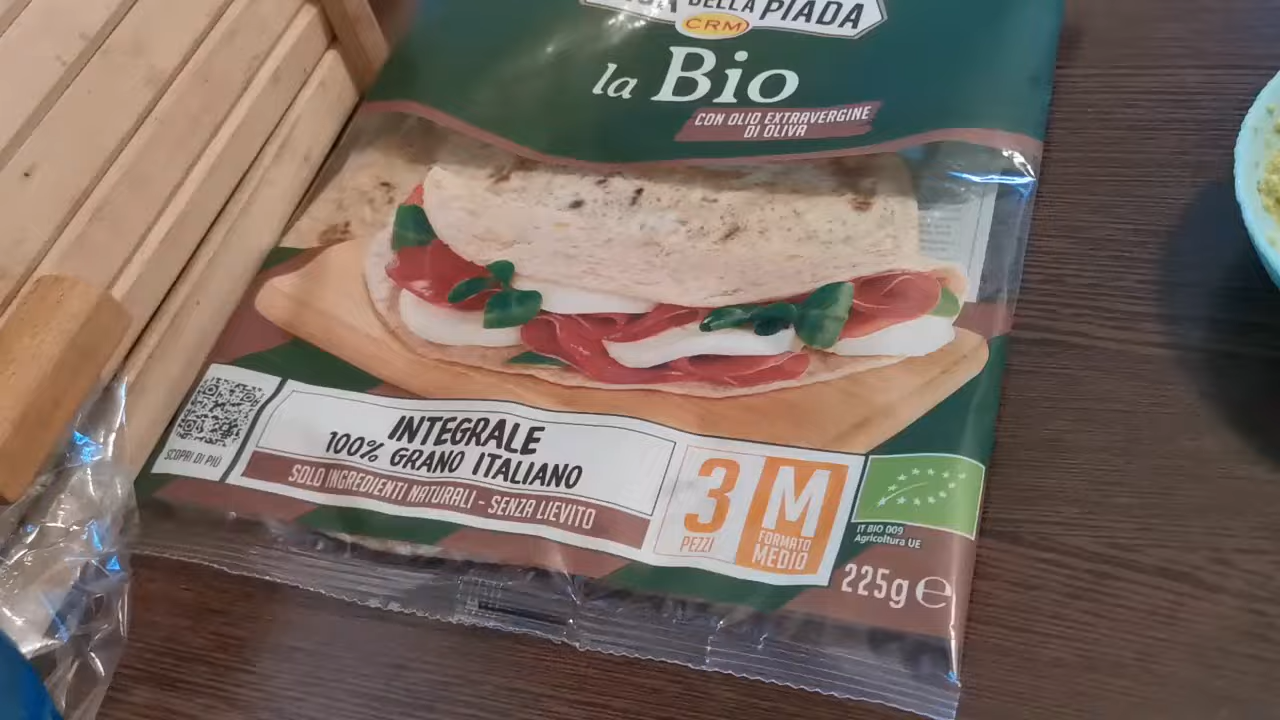 DELLA PIADA
CRM
la Bio
CON OLIO EXTRAVERGINE
DI OLIVA
SCOPRI DI PIÙ
INTEGRALE
100% GRANO ITALIANO
SOLO INGREDIENTI NATURALI - SENZA LIEVITO
3
PEZZI
M
FORMATO
MEDIO
IT BIO 009
Agricoltura UE
225g ℮